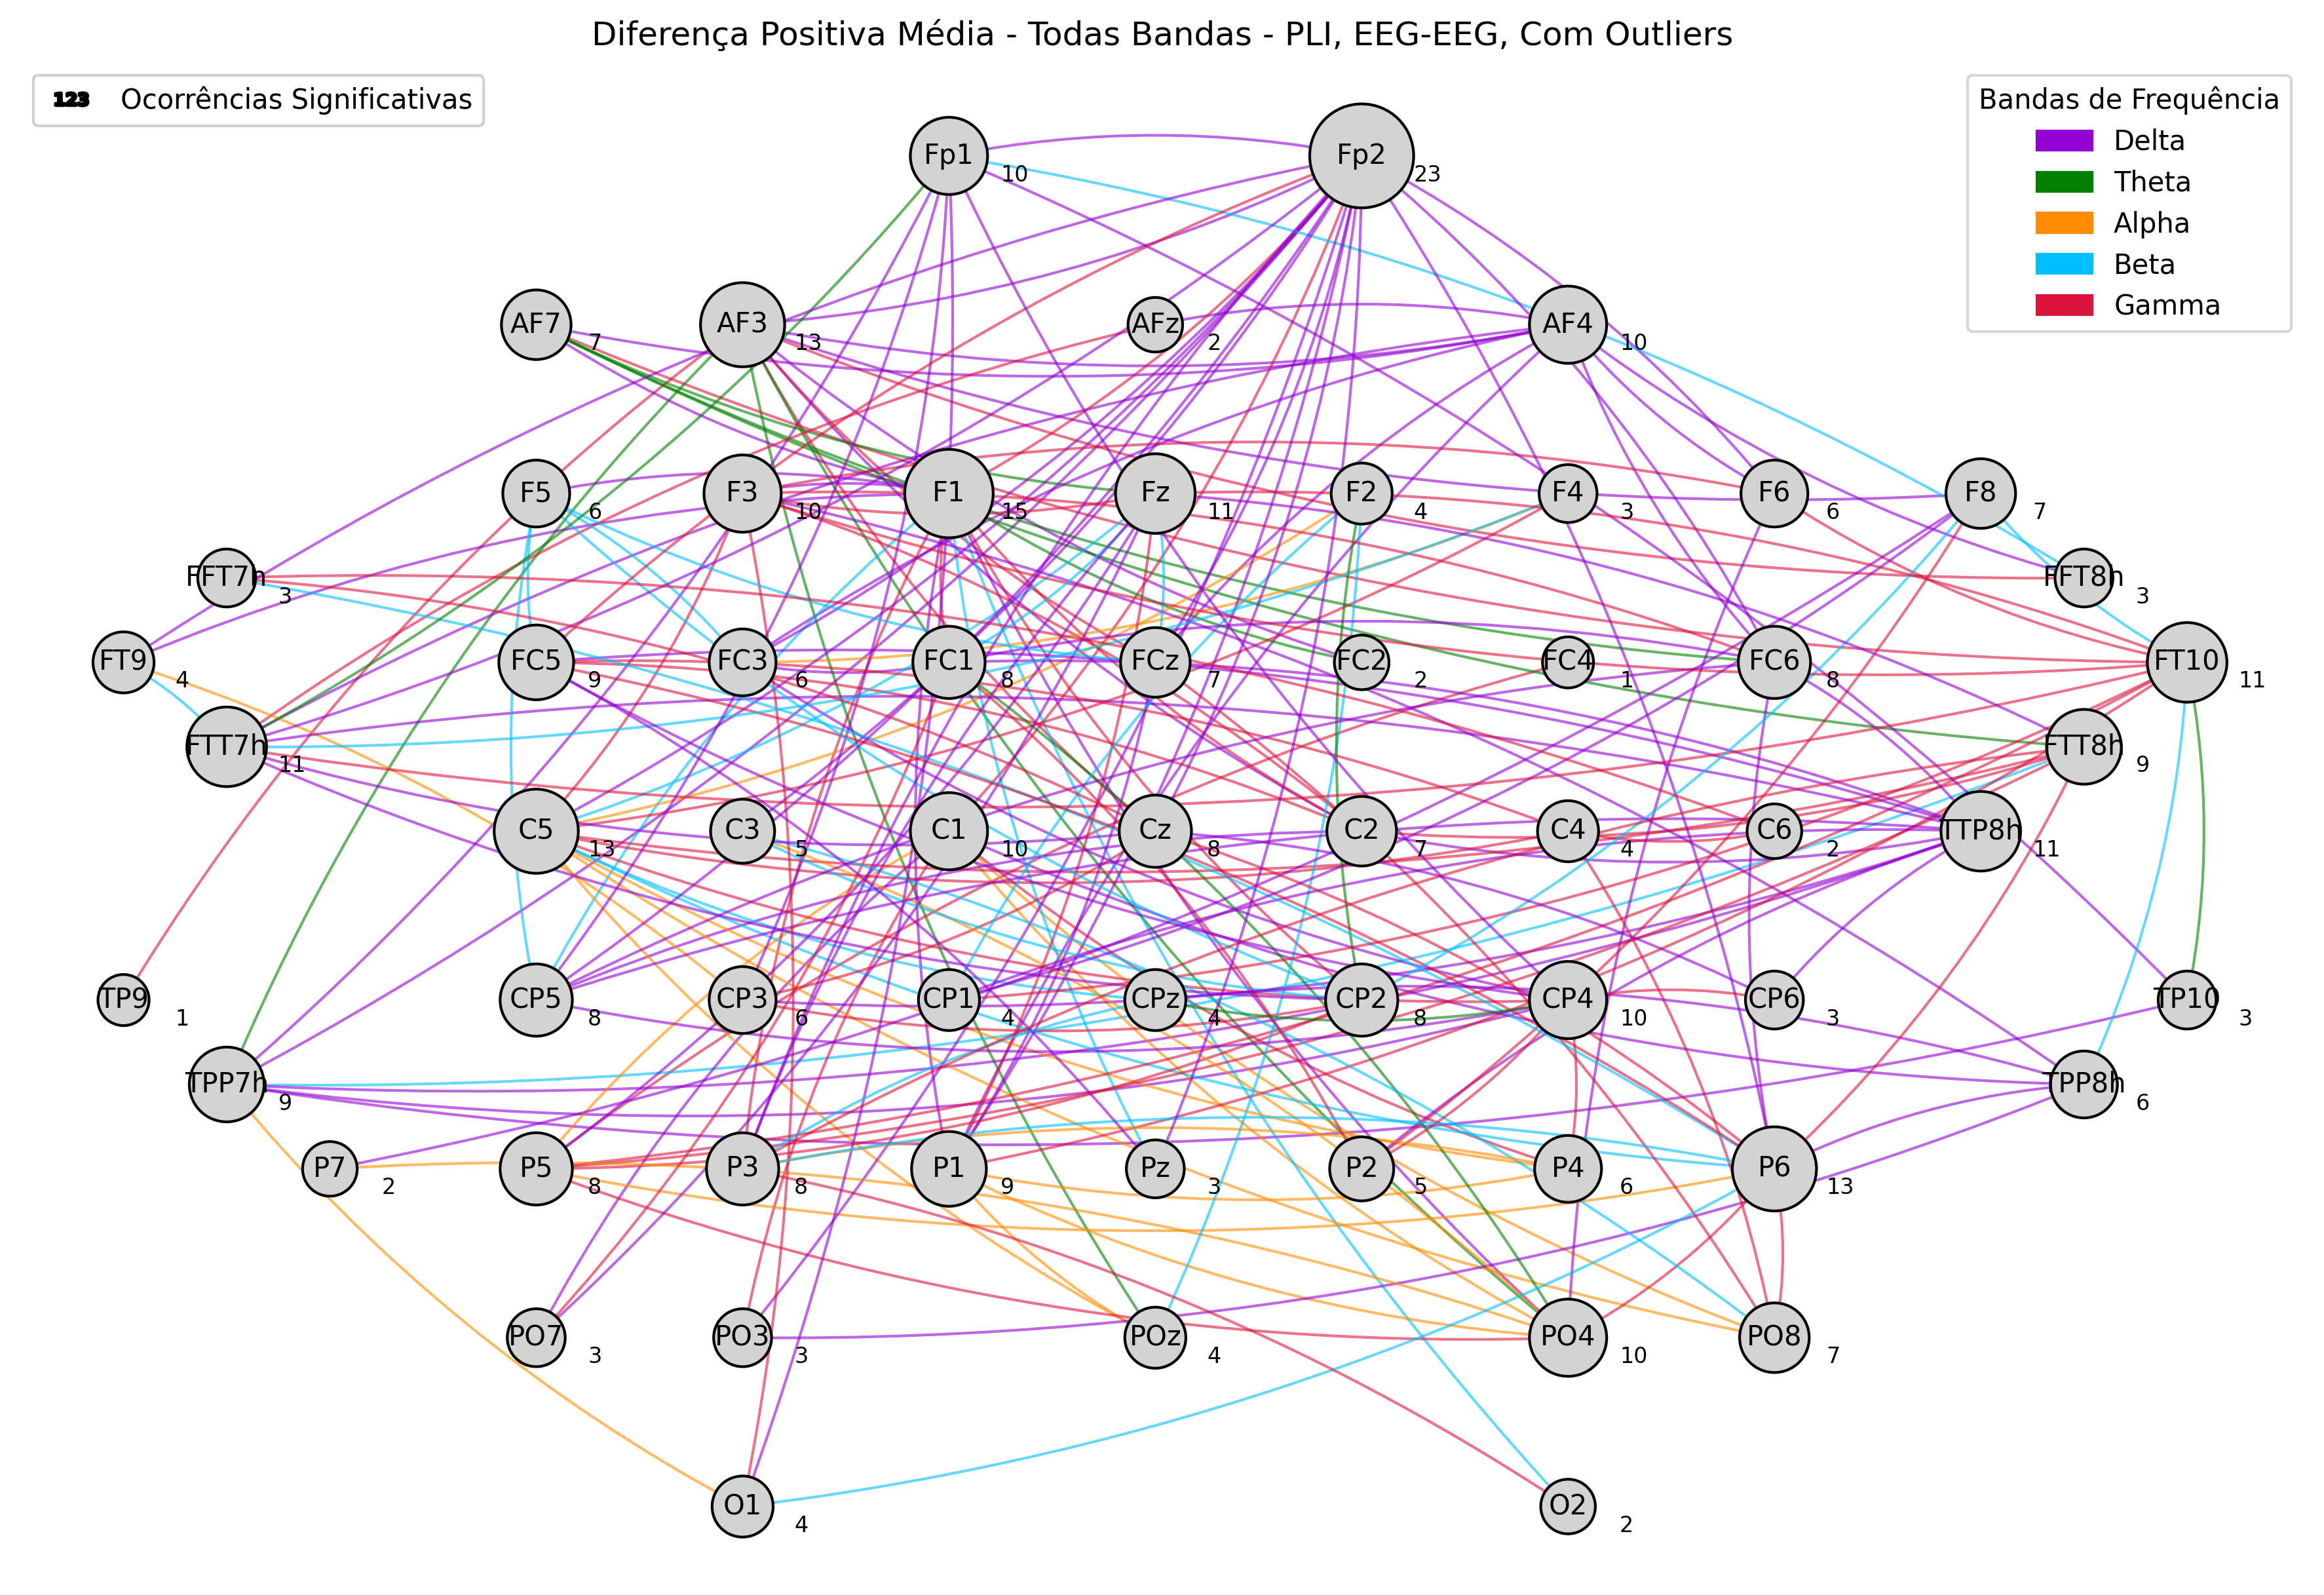 Diferença Positiva Média - Todas Bandas - PLI, EEG-EEG, Com Outliers
123 Ocorrências Significativas
Bandas de Frequência
Delta
Theta
Alpha
Beta
Gamma
Fp1 10
Fp2 23
AF7 7
AF3 13
AFz 2
AF4 10
F5 6
F3 10
F1 15
Fz 11
F2 4
F4 3
F6 6
F8 7
FFT7h 3
FFT8h 3
FT9 4
FC5 9
FC3 6
FC1 8
FCz 7
FC2 2
FC4 1
FC6 8
FT10 11
FTT7h 11
FTT8h 9
C5 13
C3 5
C1 10
Cz 8
C2 7
C4 4
C6 2
TTP8h 11
TP9 1
CP5 8
CP3 6
CP1 4
CPz 4
CP2 8
CP4 10
CP6 3
TP10 3
TPP7h 9
TPP8h 6
P7 2
P5 8
P3 8
P1 9
Pz 3
P2 5
P4 6
P6 13
PO7 3
PO3 3
POz 4
PO4 10
PO8 7
O1 4
O2 2